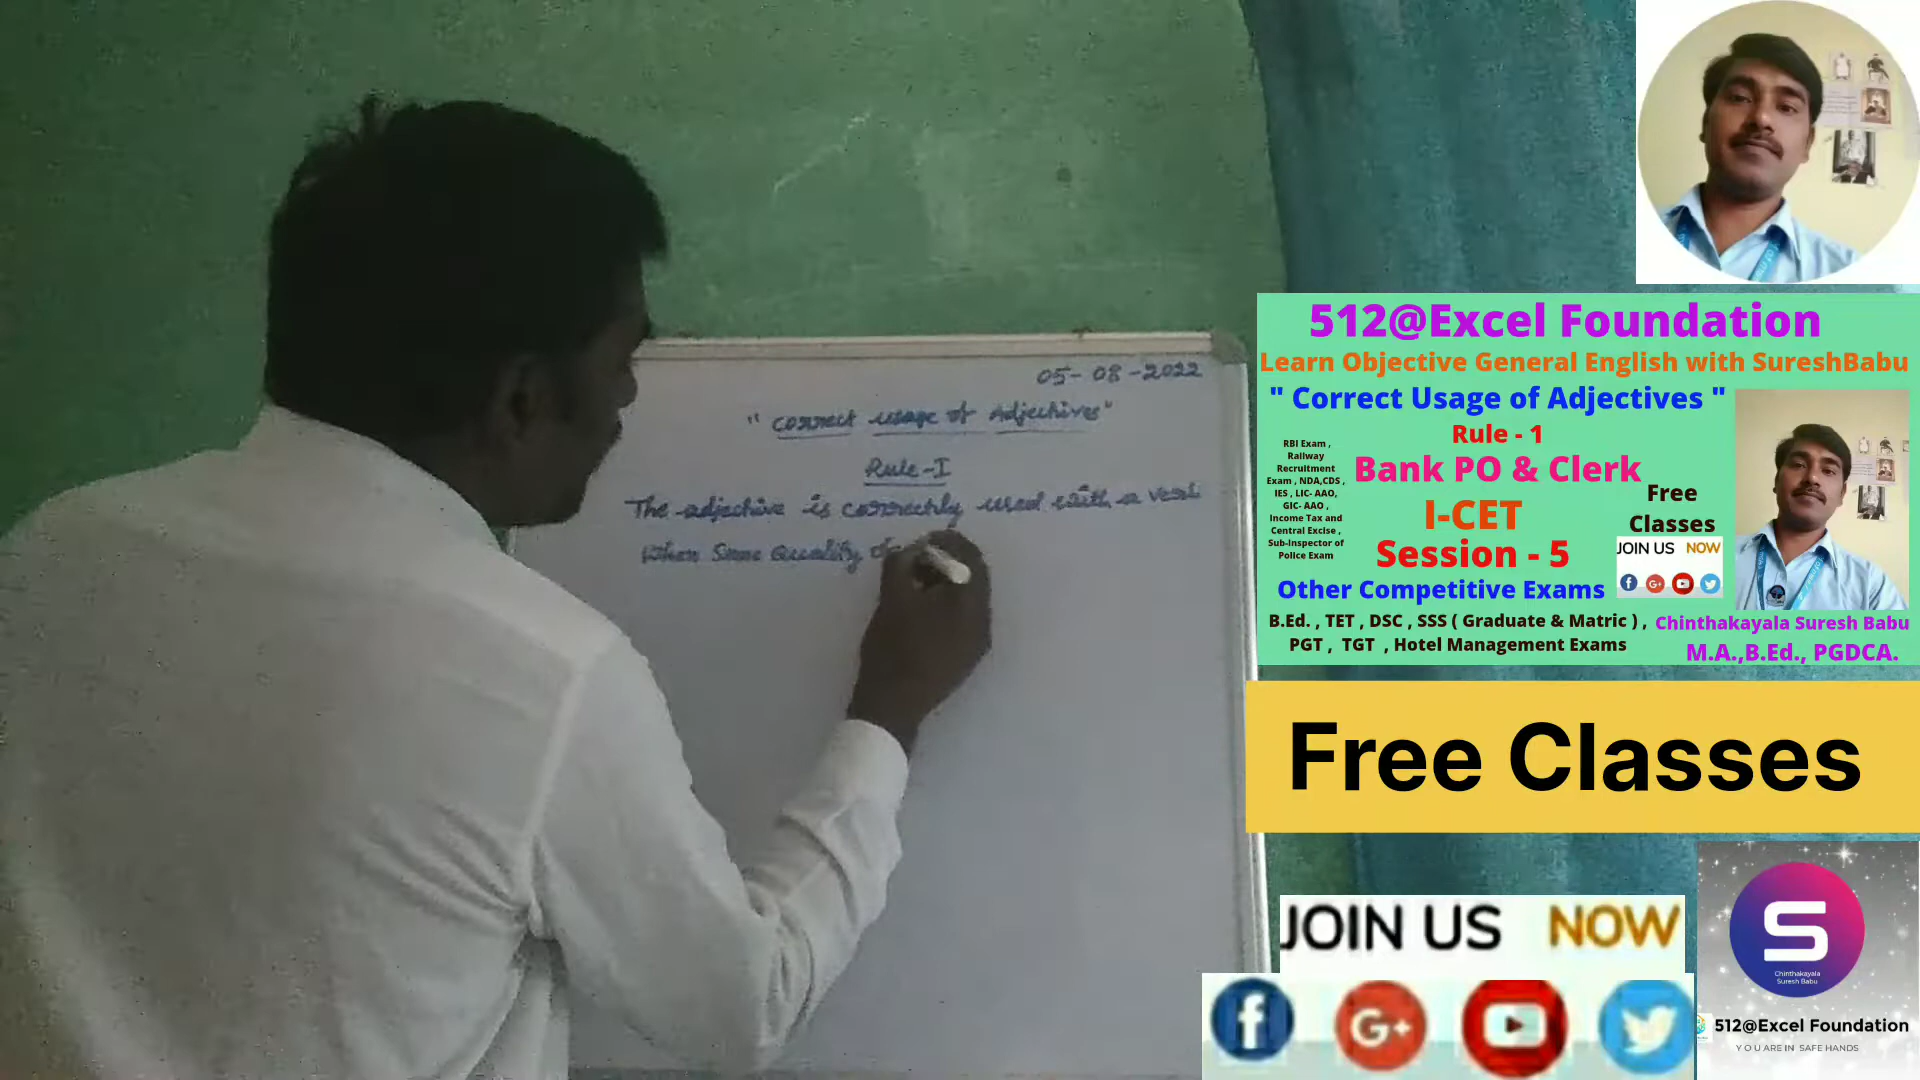 05-08-2022
" Correct usage of Adjectives"
Rule-I
The adjective is correctly used with a verb
when some Quality of
512@Excel Foundation
Learn Objective General English with SureshBabu
" Correct Usage of Adjectives "
Rule - 1
RBI Exam ,
Railway
Recruitment
Exam , NDA,CDS ,
IES , LIC- AAO,
GIC- AAO ,
Income Tax and
Central Excise ,
Sub-Inspector of
Police Exam
Bank PO & Clerk
I-CET
Session - 5
Free
Classes
JOIN US NOW
Other Competitive Exams
B.Ed. , TET , DSC , SSS ( Graduate & Matric ) ,
PGT , TGT , Hotel Management Exams
Chinthakayala Suresh Babu
M.A.,B.Ed., PGDCA.
Free Classes
JOIN US NOW
f
G+
S
Chinthakayala
Suresh Babu
512@Excel Foundation
YOU ARE IN SAFE HANDS